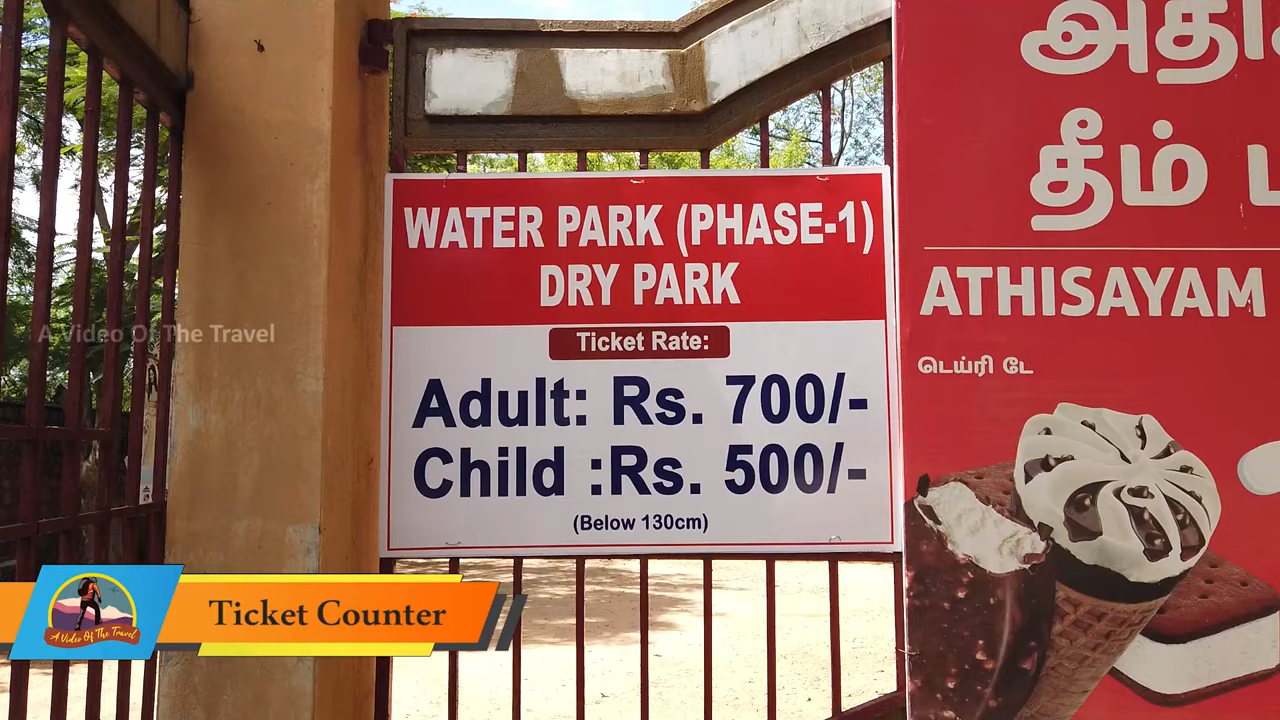 WATER PARK (PHASE-1)
DRY PARK
Ticket Rate:
Adult: Rs. 700/-
Child :Rs. 500/-
(Below 130cm)
தீம்
ATHISAYAM
டெய்ரி டே
A Video Of The Travel
A Video Of The Travel
Ticket Counter